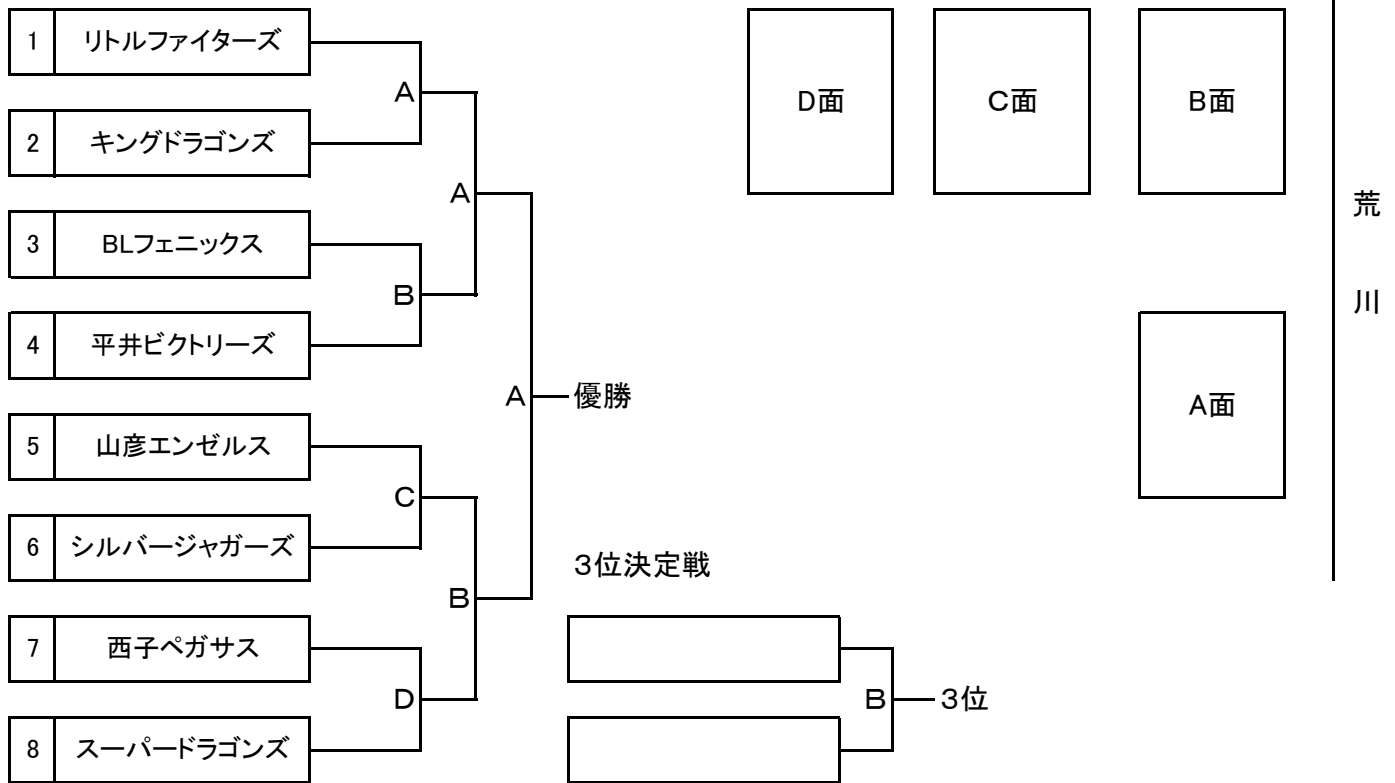 1 リトルファイターズ
2 キングドラゴンズ
3 BLフェニックス
4 平井ビクトリーズ
5 山彦エンゼルス
6 シルバージャガーズ
7 西子ペガサス
8 スーパードラゴンズ
A
B
C
D
A
B
A
優勝
3位決定戦
B
3位
D面
C面
B面
A面
荒川